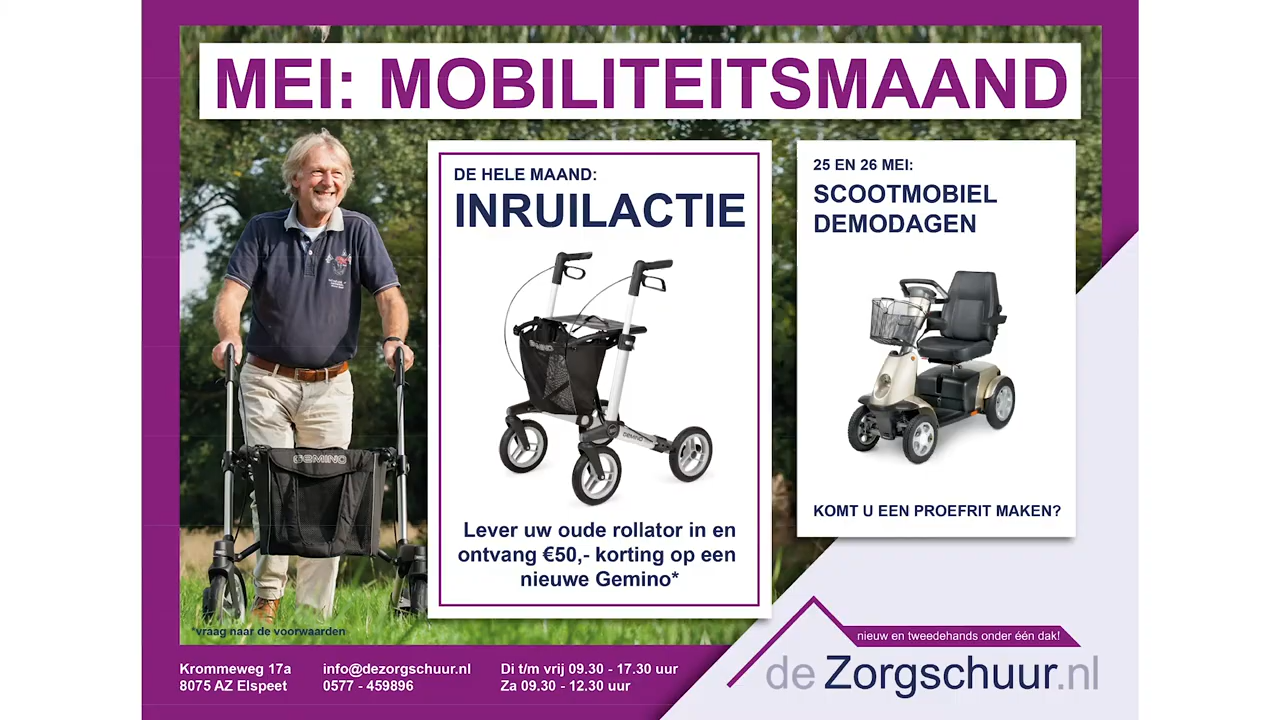 MEI: MOBILITEITSMAAND
DE HELE MAAND:
INRUILACTIE
GEMINO
GEMINO
Lever uw oude rollator in en
ontvang €50,- korting op een
nieuwe Gemino*
25 EN 26 MEI:
SCOOTMOBIEL
DEMODAGEN
KOMT U EEN PROEFRIT MAKEN?
GEMINO
*vraag naar de voorwaarden
Krommeweg 17a
8075 AZ Elspeet
info@dezorgschuur.nl
0577 - 459896
Di t/m vrij 09.30 - 17.30 uur
Za 09.30 - 12.30 uur
nieuw en tweedehands onder één dak!
de Zorgschuur.nl